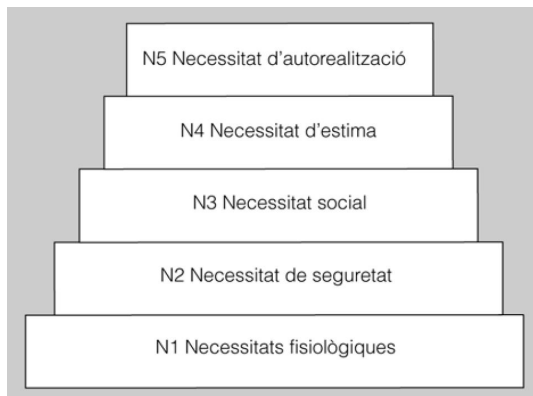 N5 Necessitat d'autorealització
N4 Necessitat d'estima
N3 Necessitat social
N2 Necessitat de seguretat
N1 Necessitats fisiològiques